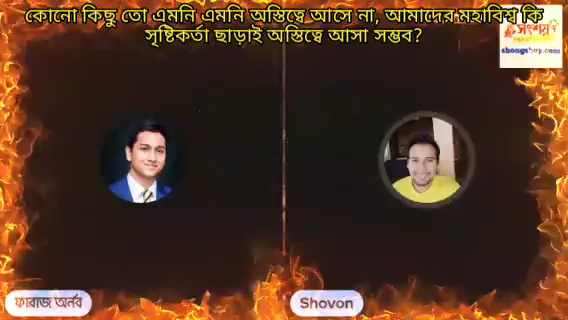 কোনো কিছু তো এমনি এমনি অস্তিত্বে আসে না, আমাদের মহাবিশ্ব কি
সৃষ্টিকর্তা ছাড়াই অস্তিত্বে আসা সম্ভব?
সংশয়
shongshoy.com
ফারাজ অর্নব
Shovon